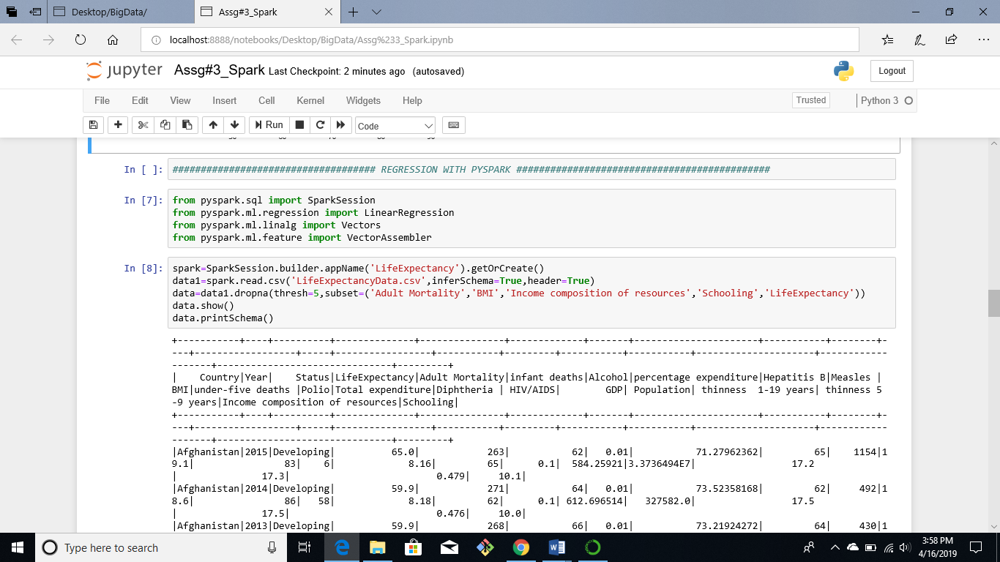 Desktop/BigData/
Assg#3_Spark
localhost:8888/notebooks/Desktop/BigData/Assg%233_Spark.ipynb
jupyter Assg#3_Spark Last Checkpoint: 2 minutes ago (autosaved)
Logout
File Edit View Insert Cell Kernel Widgets Help
Trusted
Python 3
Run
Code
In [ ]: #################################### REGRESSION WITH PYSPARK #############################################
In [7]: from pyspark.sql import SparkSession
from pyspark.ml.regression import LinearRegression
from pyspark.ml.linalg import Vectors
from pyspark.ml.feature import VectorAssembler
In [8]: spark=SparkSession.builder.appName('LifeExpectancy').getOrCreate()
data1=spark.read.csv('LifeExpectancyData.csv',inferSchema=True,header=True)
data=data1.dropna(thresh=5,subset=('Adult Mortality','BMI','Income composition of resources','Schooling','LifeExpectancy'))
data.show()
data.printSchema()
+-----------+----+----------+--------------+---------------+-------------+-------+----------------------+-----------+--------+-
---+------------------+-----+-----------------+-----------+---------+-----------+-----------+---------------------+------------
--------+-------------------------------+---------+
|    Country|Year|    Status|LifeExpectancy|Adult Mortality|infant deaths|Alcohol|percentage expenditure|Hepatitis B|Measles |
BMI|under-five deaths |Polio|Total expenditure|Diphtheria | HIV/AIDS|        GDP| Population| thinness  1-19 years| thinness 5
-9 years|Income composition of resources|Schooling|
+-----------+----+----------+--------------+---------------+-------------+-------+----------------------+-----------+--------+-
---+------------------+-----+-----------------+-----------+---------+-----------+-----------+---------------------+------------
--------+-------------------------------+---------+
|Afghanistan|2015|Developing|          65.0|            263|           62|   0.01|           71.27962362|         65|    1154|1
9.1|                83|    6|             8.16|         65|      0.1|  584.25921|3.3736494E7|                 17.2
|               17.3|                          0.479|     10.1|
|Afghanistan|2014|Developing|          59.9|            271|           64|   0.01|           73.52358168|         62|     492|1
8.6|                86|   58|             8.18|         62|      0.1| 612.696514|   327582.0|                 17.5
|               17.5|                          0.476|     10.0|
|Afghanistan|2013|Developing|          59.9|            268|           66|   0.01|           73.21924272|         64|     430|1
Type here to search
3:58 PM
4/16/2019